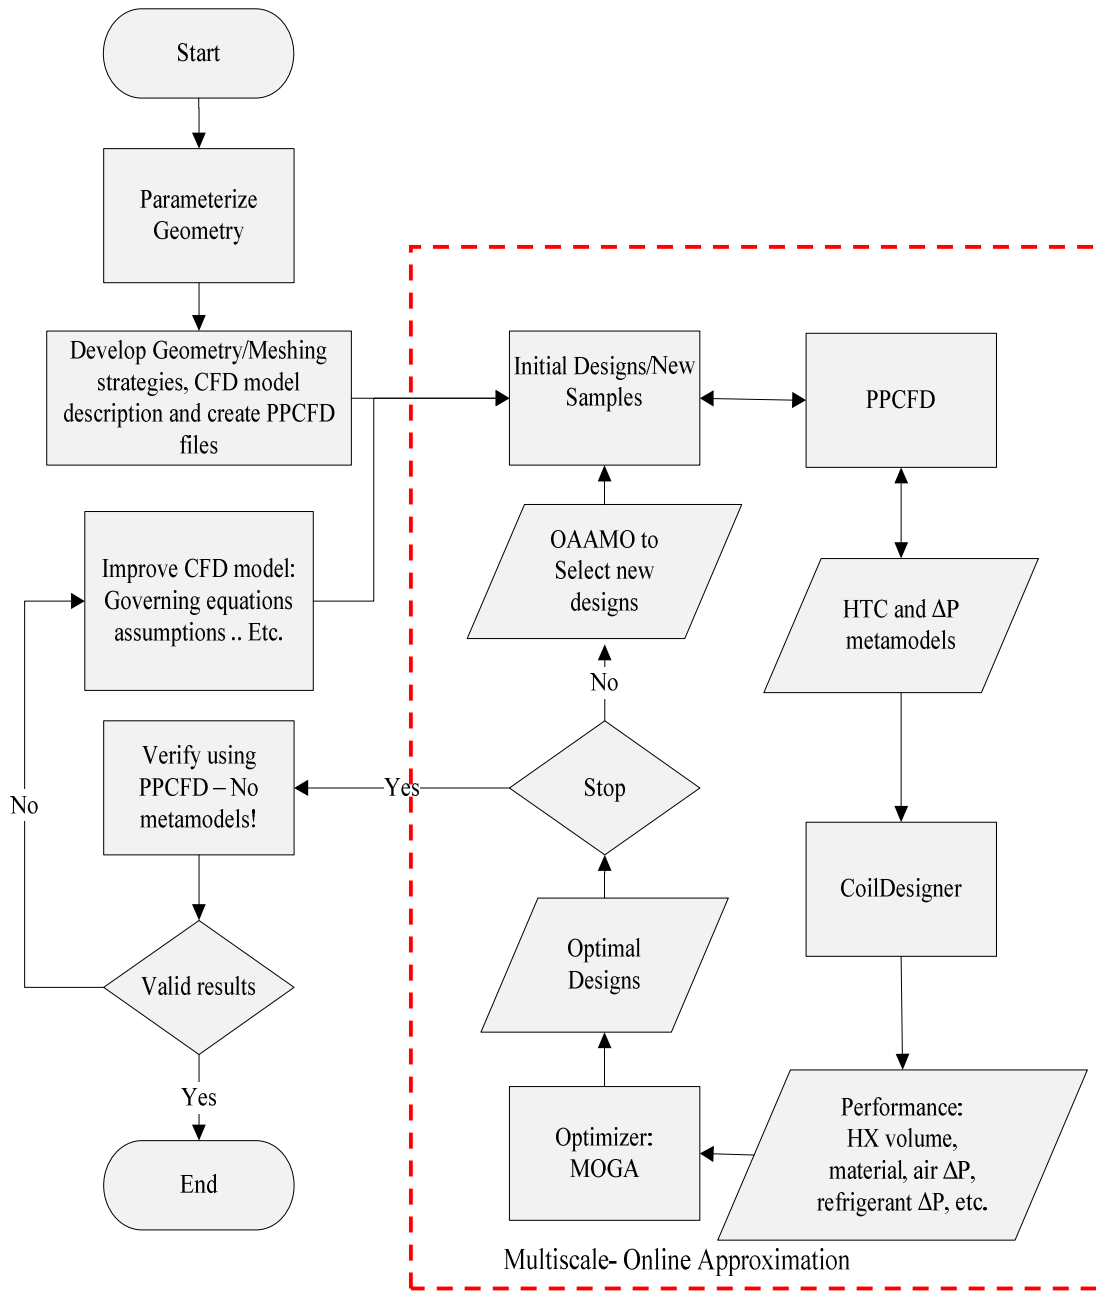 Start
Parameterize
Geometry
Develop Geometry/Meshing
strategies, CFD model
description and create PPCFD
files
Initial Designs/New
Samples
PPCFD
OAAMO to
Select new
designs
HTC and ΔP
metamodels
Improve CFD model:
Governing equations
assumptions .. Etc.
No
Verify using
PPCFD – No
metamodels!
Yes
Stop
No
CoilDesigner
Valid results
Optimal
Designs
Yes
Optimizer:
MOGA
Performance:
HX volume,
material, air ΔP,
refrigerant ΔP, etc.
End
Multiscale- Online Approximation